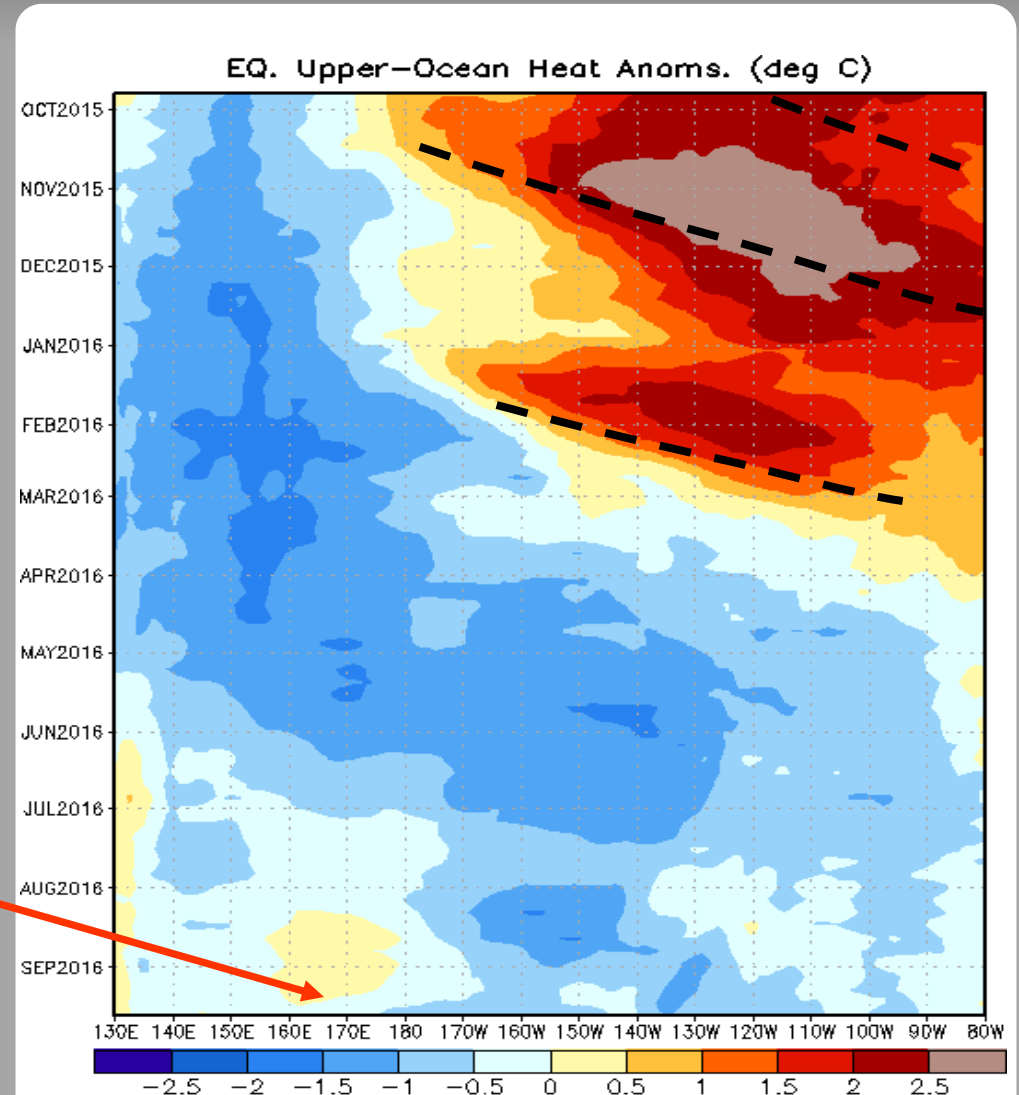 EQ. Upper-Ocean Heat Anoms. (deg C)
OCT2015
NOV2015
DEC2015
JAN2016
FEB2016
MAR2016
APR2016
MAY2016
JUN2016
JUL2016
AUG2016
SEP2016
130E 140E 150E 160E 170E 180 170W 160W 150W 140W 130W 120W 110W 100W 90W 80W
-2.5 -2 -1.5 -1 -0.5 0 0.5 1 1.5 2 2.5